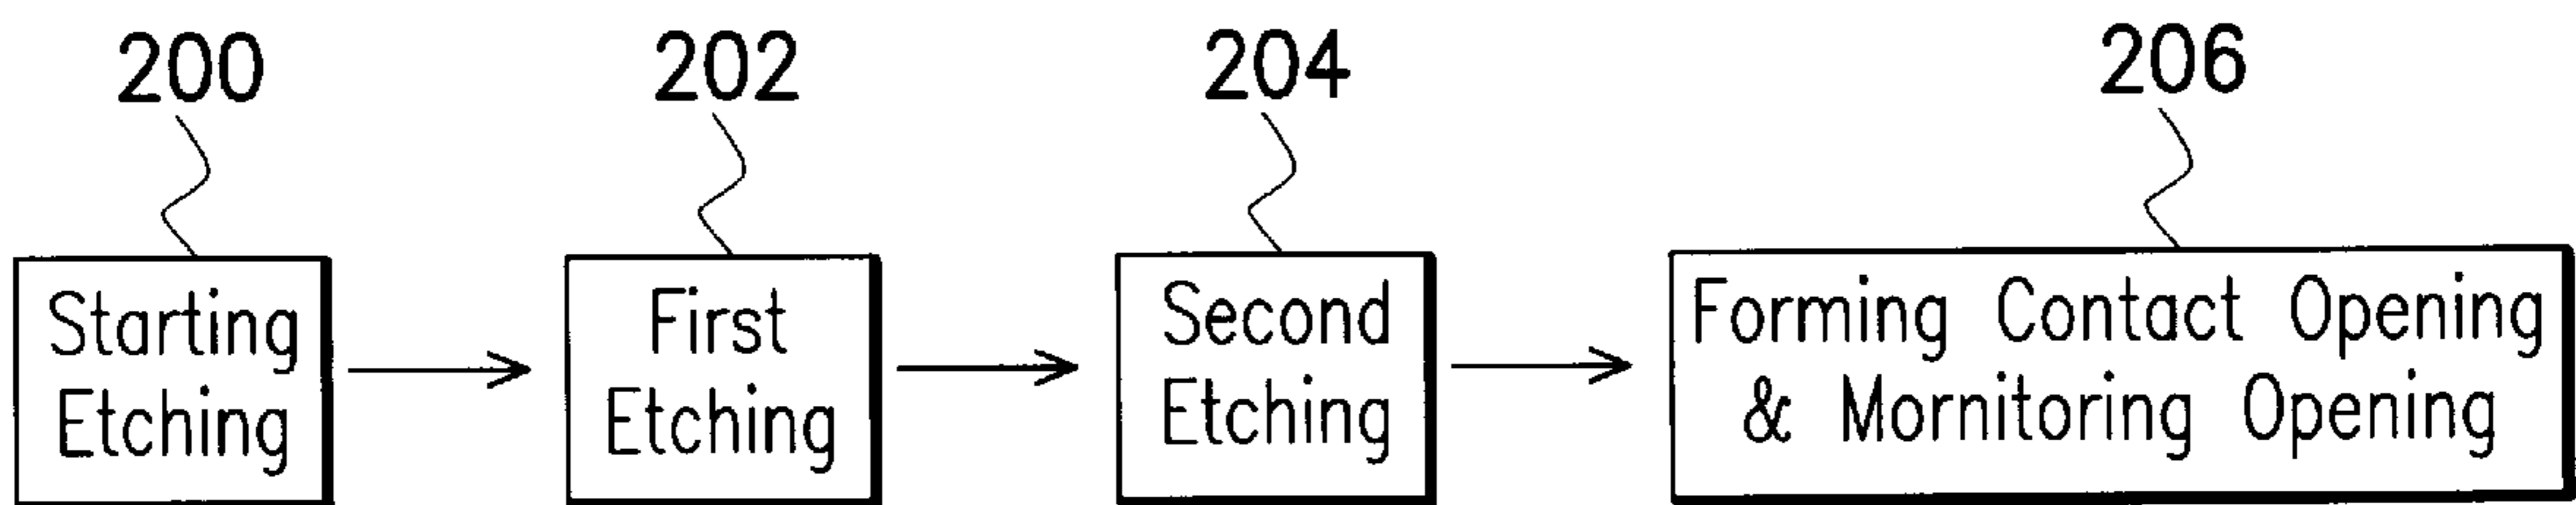 200
202
204
206
Starting
Etching
First
Etching
Second
Etching
Forming Contact Opening
& Mornitoring Opening